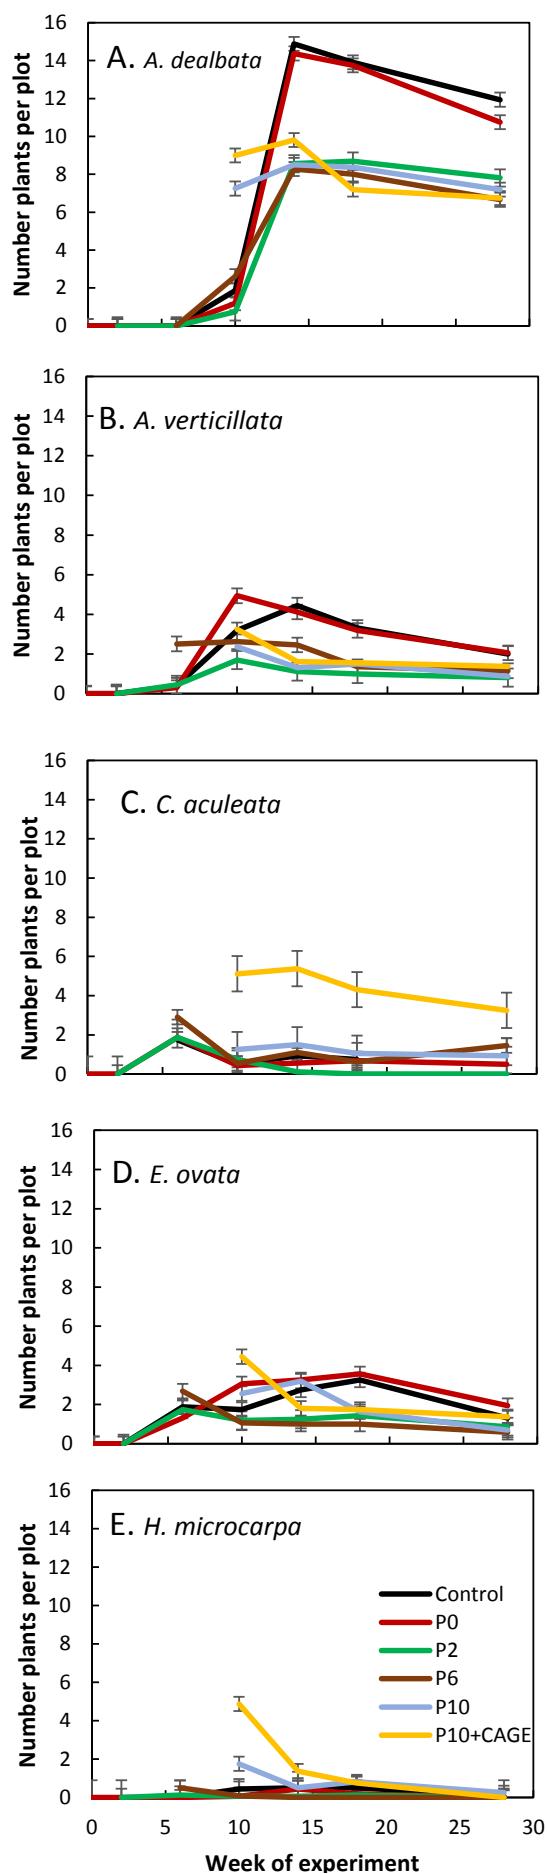 16
14
12
10
8
6
4
2
0
Number plants per plot
A. A. dealbata
16
14
12
10
8
6
4
2
0
Number plants per plot
B. A. verticillata
16
14
12
10
8
6
4
2
0
Number plants per plot
C. C. aculeata
16
14
12
10
8
6
4
2
0
Number plants per plot
D. E. ovata
16
14
12
10
8
6
4
2
0
Number plants per plot
E. H. microcarpa
Control
P0
P2
P6
P10
P10+CAGE
0 5 10 15 20 25 30
Week of experiment